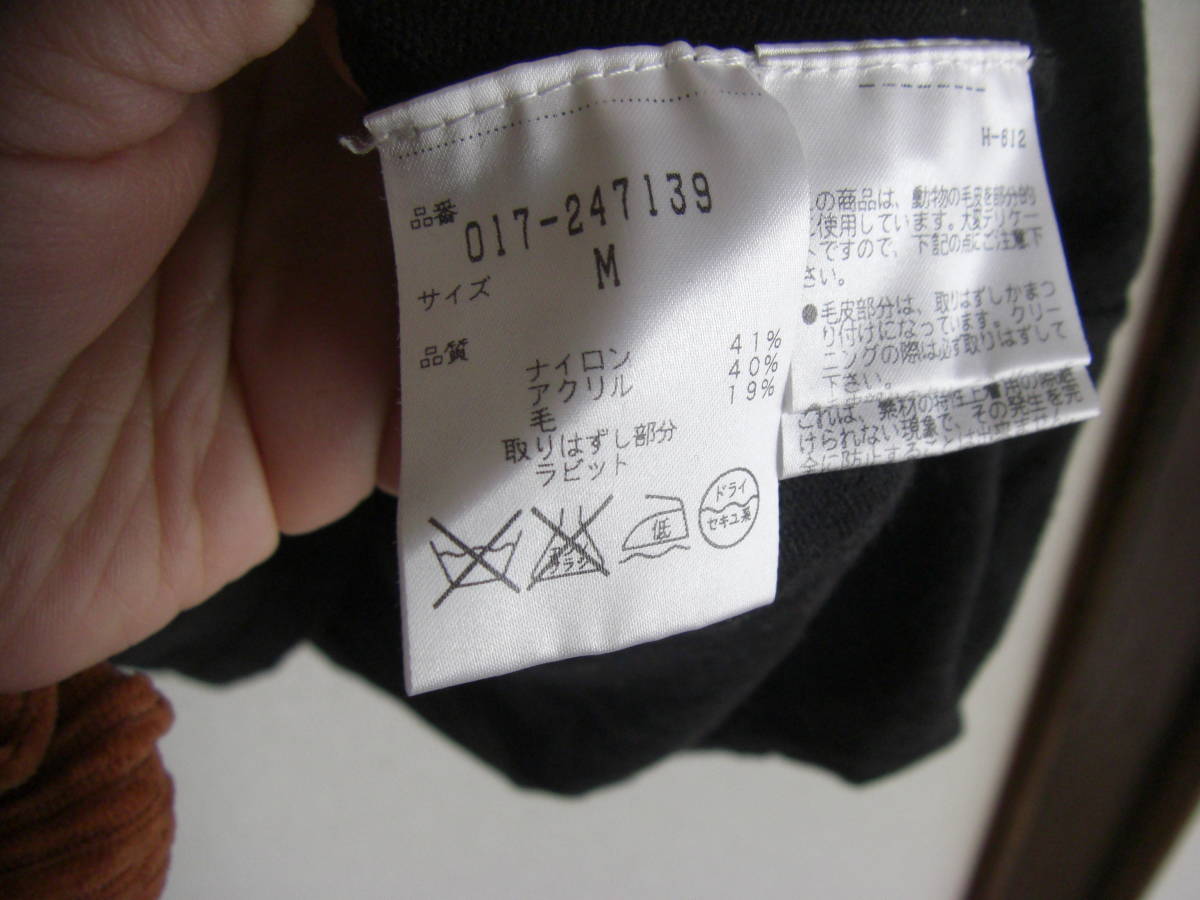 品番
017-247139
サイズ M
品質
ナイロン 41%
アクリル 40%
毛 19%
取りはずし部分
ラビット
低
ドライ
セキユ系
H-612
の商品は、動物の毛皮を部分的
使用しています。大変デリケー
ですので、下記の点にご注意下
さい。
●毛皮部分は、取りはずしかまつ
り付けになっています。クリー
ニングの際は必ず取りはずして
下さい。
これは、素材の特性上
けられない現象で、その発生を完
全に防止する